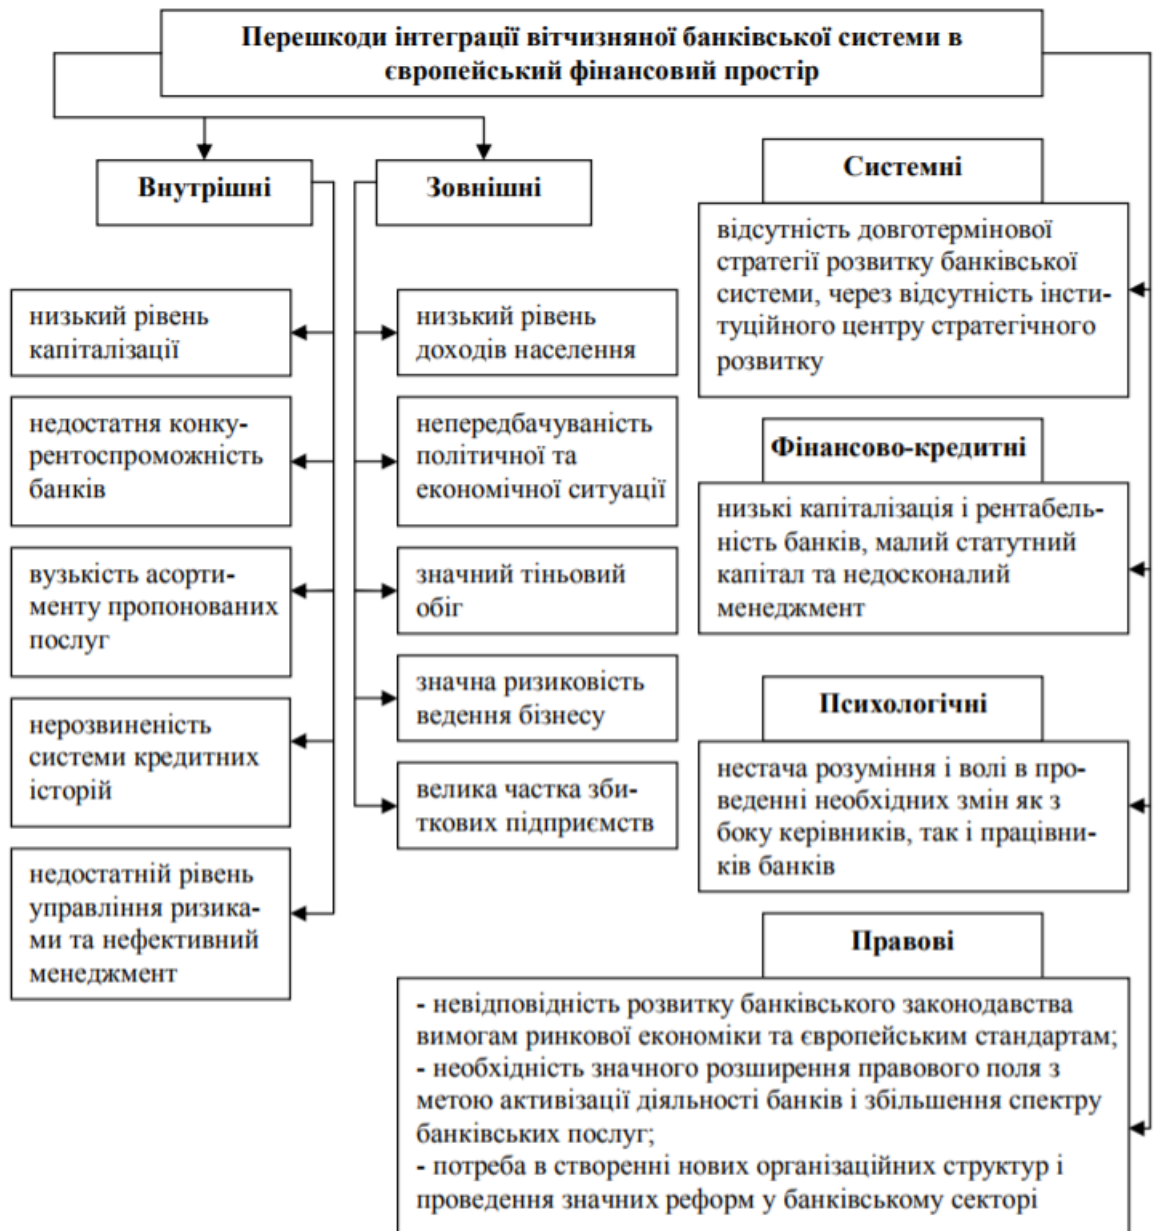 Перешкоди інтеграції вітчизняної банківської системи в
європейський фінансовий простір
Внутрішні
низький рівень
капіталізації
недостатня конку-
рентоспроможність
банків
вузькість асорти-
менту пропонованих
послуг
нерозвиненість
системи кредитних
історій
недостатній рівень
управління ризика-
ми та нефективний
менеджмент
Зовнішні
низький рівень
доходів населення
непередбачуваність
політичної та
економічної ситуації
значний тіньовий
обіг
значна ризиковість
ведення бізнесу
велика частка зби-
ткових підприємств
Системні
відсутність довготермінової
стратегії розвитку банківської
системи, через відсутність інсти-
туційного центру стратегічного
розвитку
Фінансово-кредитні
низькі капіталізація і рентабель-
ність банків, малий статутний
капітал та недосконалий
менеджмент
Психологічні
нестача розуміння і волі в про-
веденні необхідних змін як з
боку керівників, так і працівни-
ків банків
Правові
- невідповідність розвитку банківського законодавства
вимогам ринкової економіки та європейським стандартам;
- необхідність значного розширення правового поля з
метою активізації діяльності банків і збільшення спектру
банківських послуг;
- потреба в створенні нових організаційних структур і
проведення значних реформ у банківському секторі